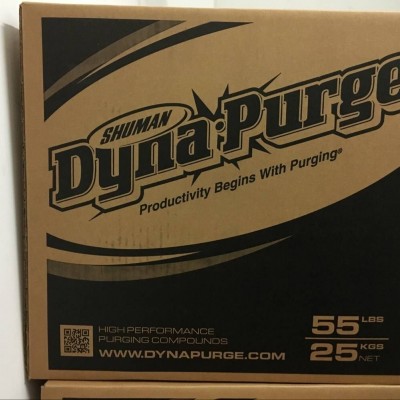 SHUMAN
Dyna·Purge
Productivity Begins With Purging®
55 LBS
25 KGS NET
HIGH PERFORMANCE
PURGING COMPOUNDS
WWW.DYNAPURGE.COM